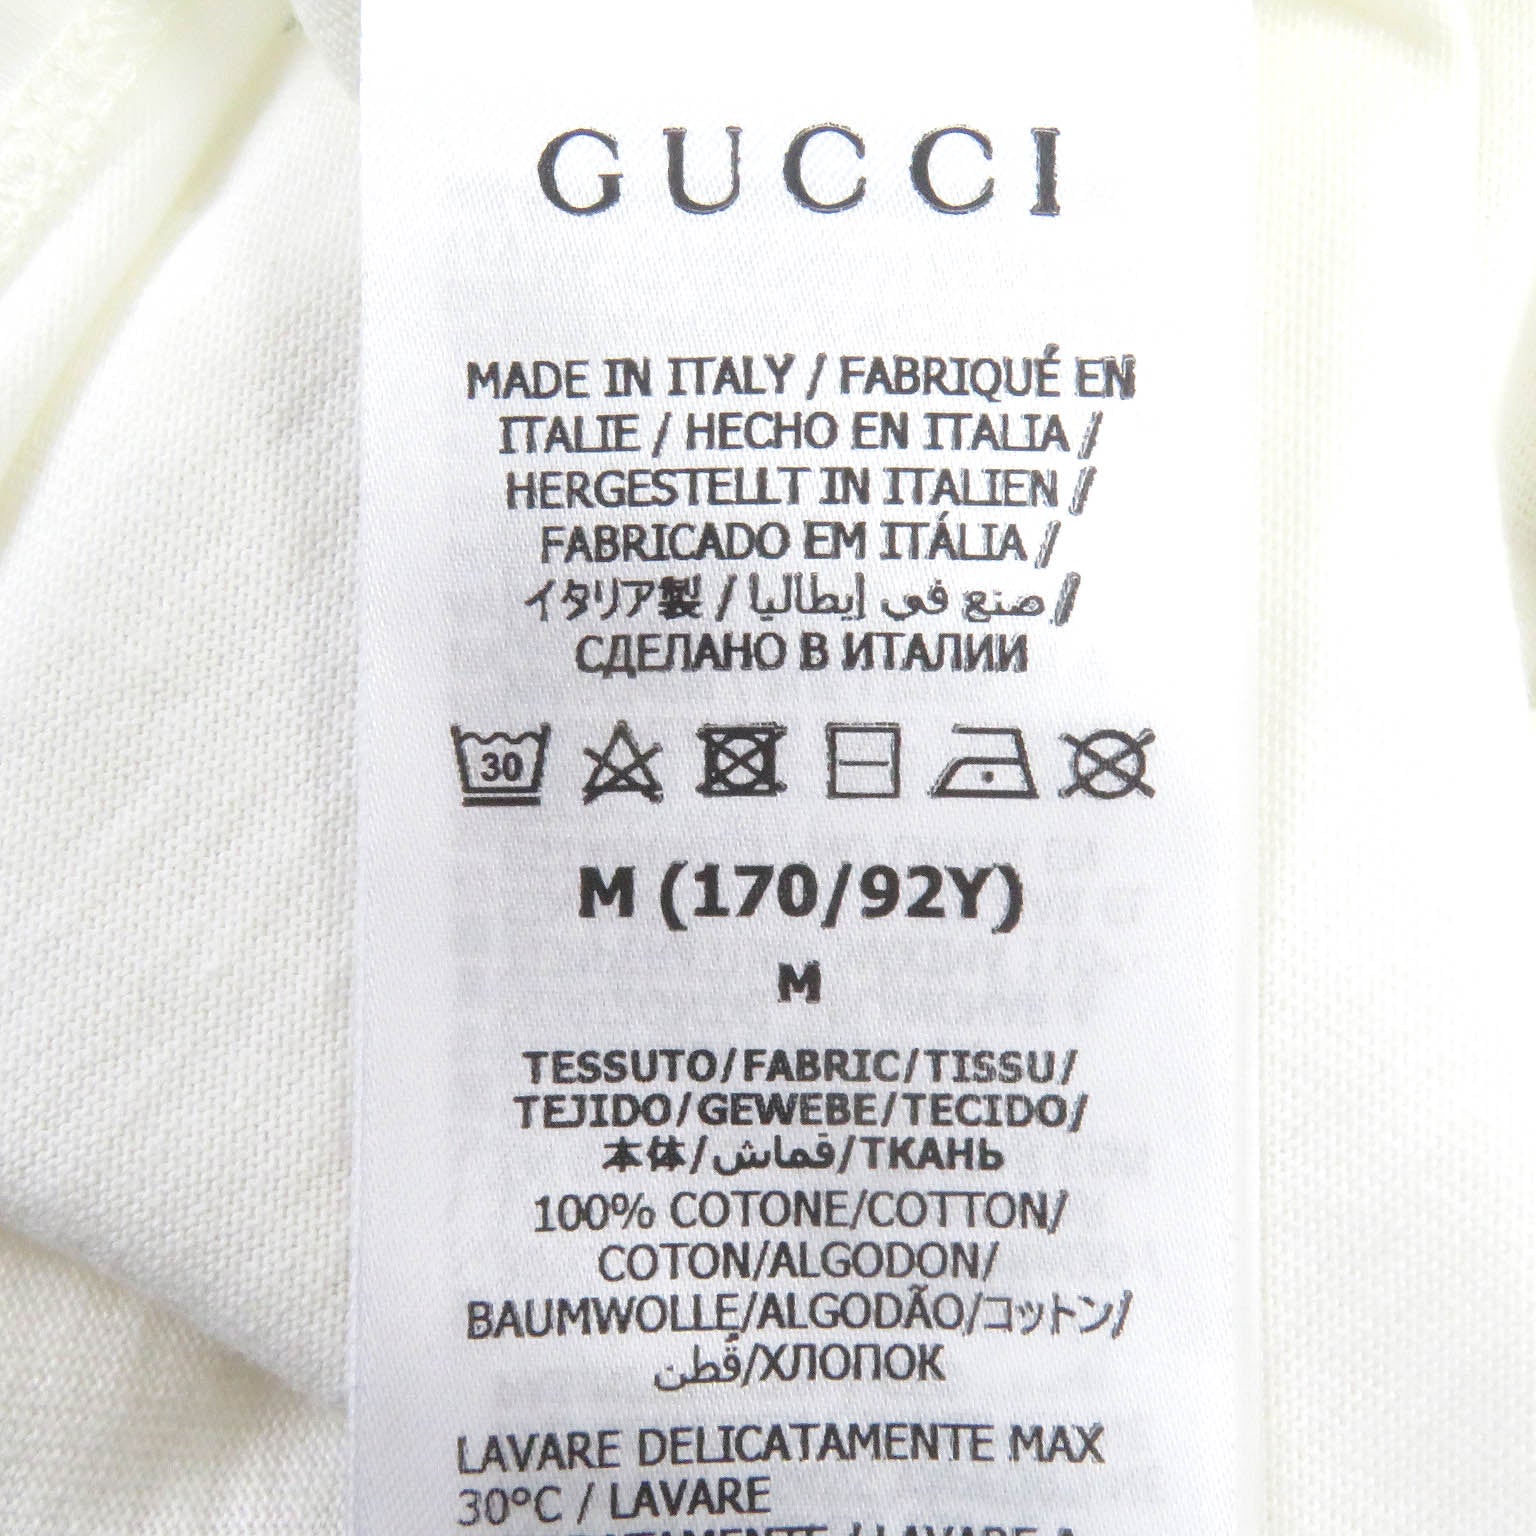 GUCCI
MADE IN ITALY / FABRIQUÉ EN
ITALIE / HECHO EN ITALIA /
HERGESTELLT IN ITALIEN /
FABRICADO EM ITÁLIA /
イタリア製 / صنع في إيطاليا /
СДЕЛАНО В ИТАЛИИ
30
M (170/92Y)
M
TESSUTO/FABRIC/TISSU/
TEJIDO/GEWEBE/TECIDO/
本体/قماش/ТКАНЬ
100% COTONE/COTTON/
COTON/ALGODON/
BAUMWOLLE/ALGODÃO/コットン/
قُطن/ХЛОПОК
LAVARE DELICATAMENTE MAX
30°C / LAVARE